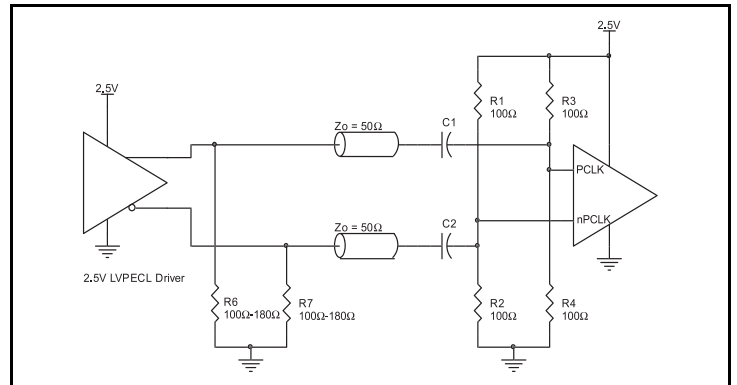 2.5V
2.5V
R1
100Ω
R3
100Ω
Zo = 50Ω
C1
PCLK
Zo = 50Ω
C2
nPCLK
2.5V LVPECL Driver
R6
100Ω-180Ω
R7
100Ω-180Ω
R2
100Ω
R4
100Ω